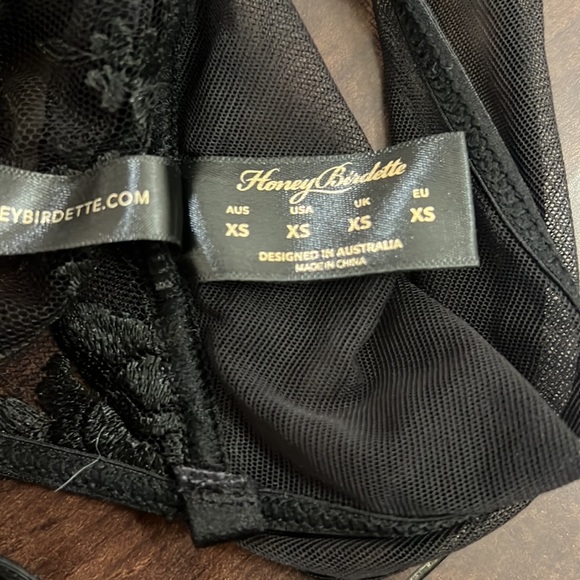 EYBIRDETTE.COM
Honey Birdette
AUS USA UK EU
XS XS XS XS
DESIGNED IN AUSTRALIA
MADE IN CHINA